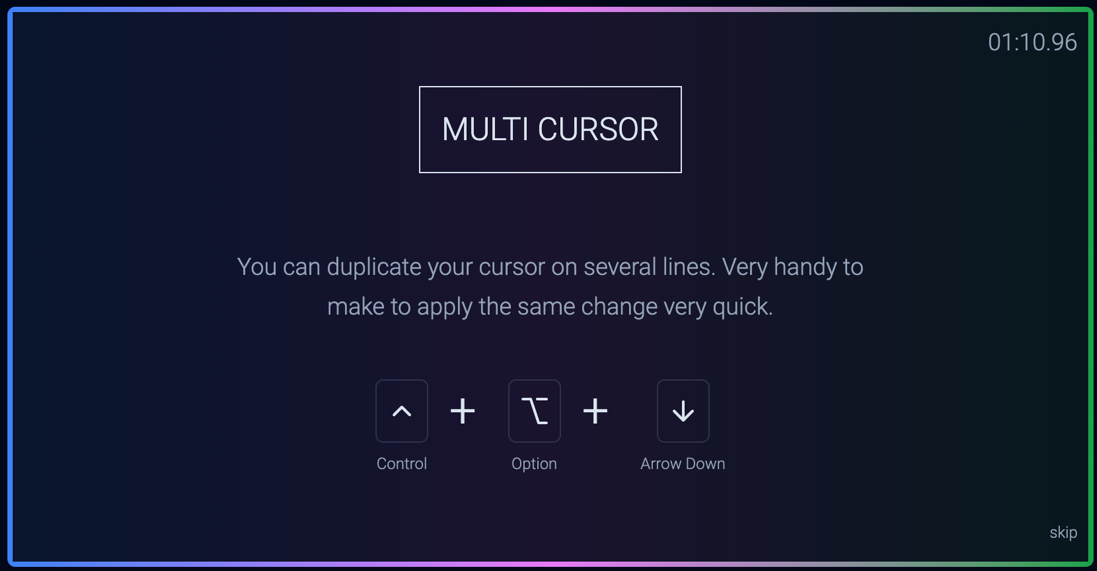 01:10.96
MULTI CURSOR
You can duplicate your cursor on several lines. Very handy to
make to apply the same change very quick.
^ + ⌥ + ↓
Control Option Arrow Down
skip